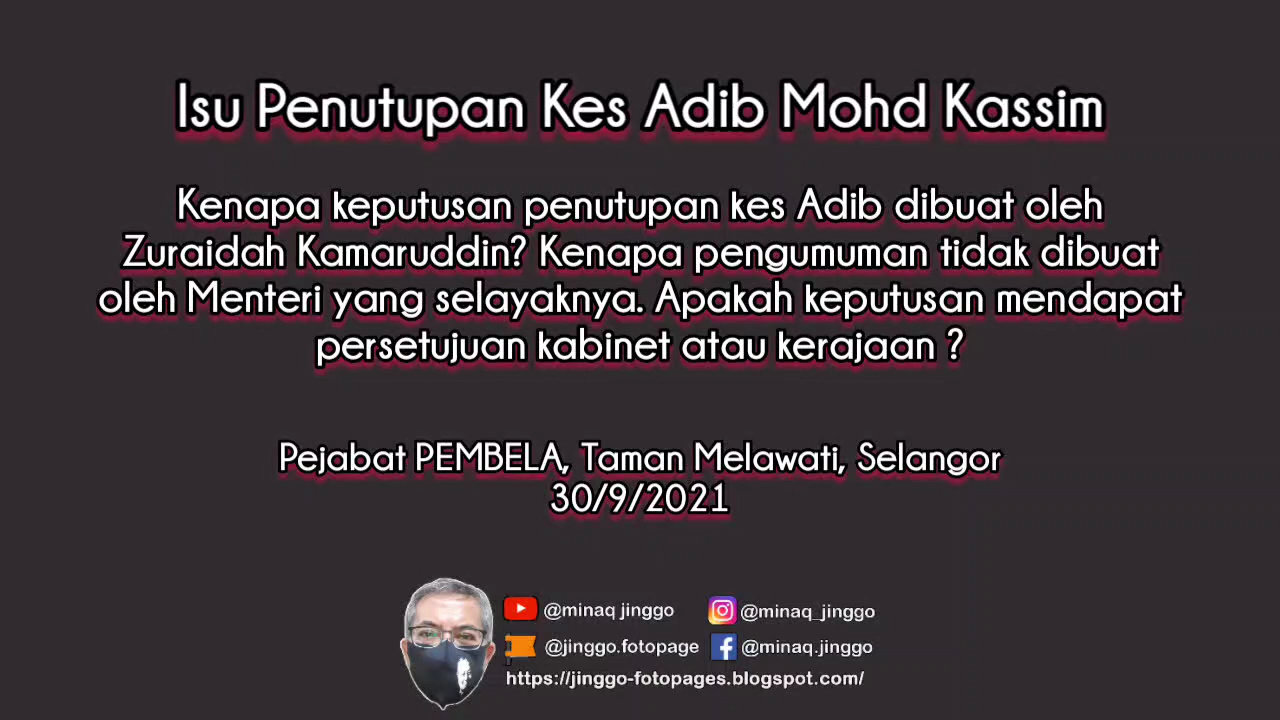 Isu Penutupan Kes Adib Mohd Kassim
Kenapa keputusan penutupan kes Adib dibuat oleh
Zuraidah Kamaruddin? Kenapa pengumuman tidak dibuat
oleh Menteri yang selayaknya. Apakah keputusan mendapat
persetujuan kabinet atau kerajaan ?
Pejabat PEMBELA, Taman Melawati, Selangor
30/9/2021
@minaq jinggo @minaq_jinggo
@jinggo.fotopage @minaq.jinggo
https://jinggo-fotopages.blogspot.com/